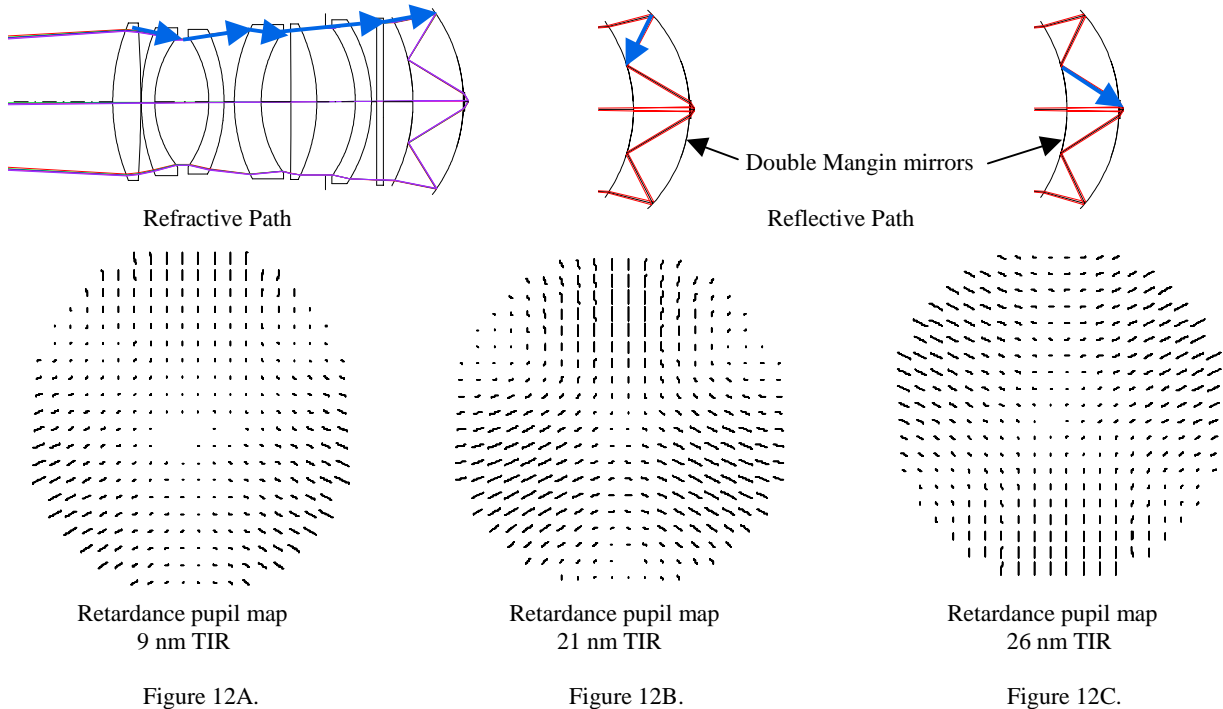 Double Mangin mirrors
Refractive Path
Reflective Path
Retardance pupil map
9 nm TIR
Retardance pupil map
21 nm TIR
Retardance pupil map
26 nm TIR
Figure 12A.
Figure 12B.
Figure 12C.